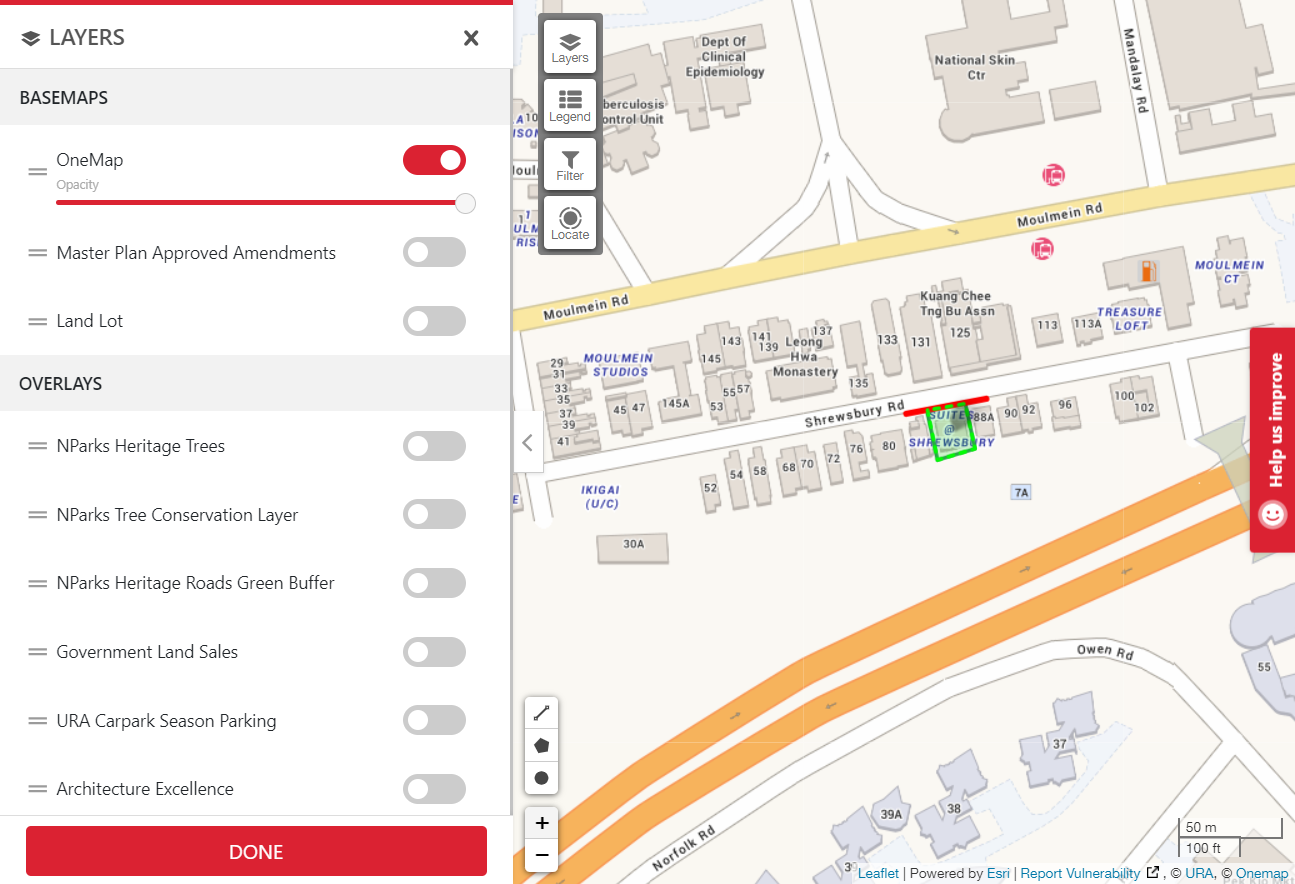 LAYERS
BASEMAPS
OneMap
Opacity
Master Plan Approved Amendments
Land Lot
OVERLAYS
NParks Heritage Trees
NParks Tree Conservation Layer
NParks Heritage Roads Green Buffer
Government Land Sales
URA Carpark Season Parking
Architecture Excellence
DONE
Layers
Legend
Filter
Locate
Dept Of
Clinical
Epidemiology
National Skin
Ctr
Mandalay Rd
Moulmein Rd
Moulmein Rd
MOULMEIN
CT
Kuang Chee
Tng Bu Assn
125
TREASURE
LOFT
113
113A
131
133
137
141
139
143
145
Leong
Hwa
Monastery
135
MOULMEIN
STUDIOS
29
31
33
35
37
39
41
45
47
145A
53
55
57
Shrewsbury Rd
SUITES
@
SHREWSBURY
88A
90
92
96
100
102
80
76
72
70
68
58
54
52
IKIGAI
(U/C)
7A
30A
Owen Rd
55
37
38
39A
Norfolk Rd
Help us improve
+
−
50 m
100 ft
Leaflet | Powered by Esri | Report Vulnerability , © URA, © Onemap